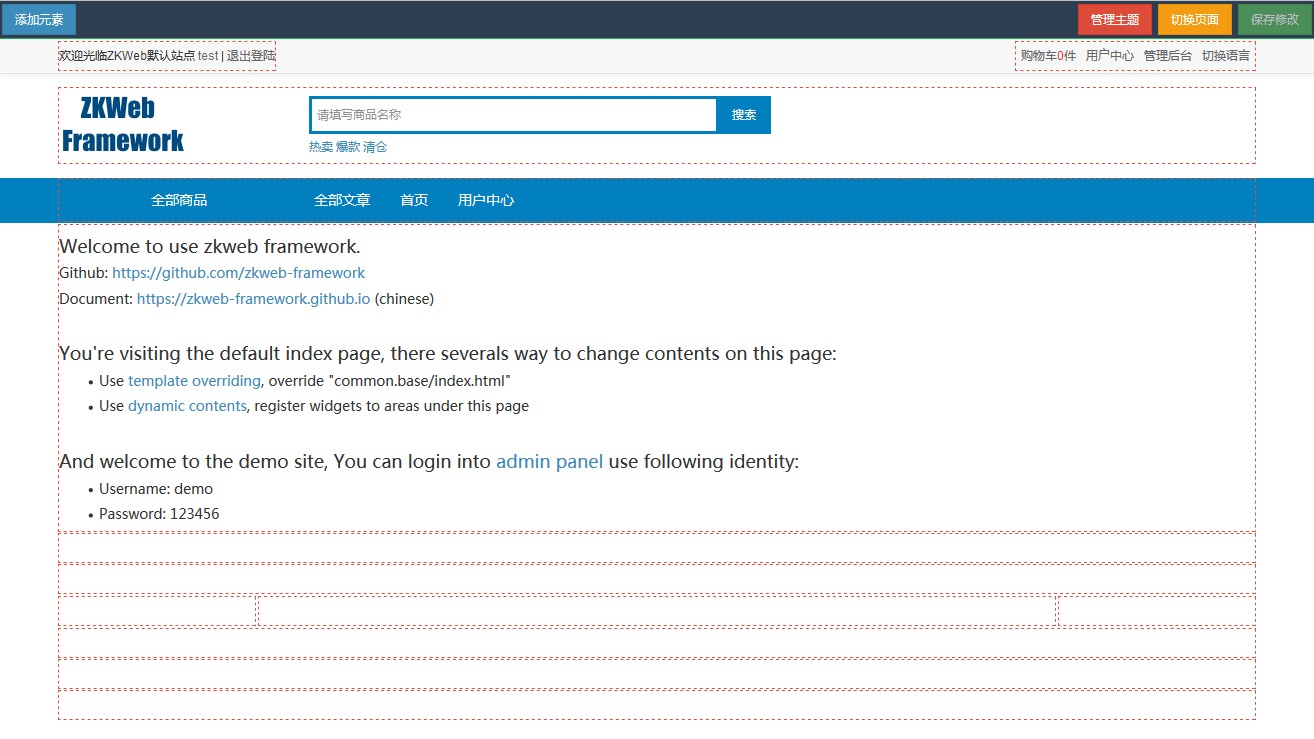 添加元素 管理主题 切换页面 保存修改
欢迎光临ZKWeb默认站点 test | 退出登陆 购物车0件 用户中心 管理后台 切换语言
ZKWeb
Framework
请填写商品名称 搜索
热卖 爆款 清仓
全部商品 全部文章 首页 用户中心
Welcome to use zkweb framework.
Github: https://github.com/zkweb-framework
Document: https://zkweb-framework.github.io (chinese)
You're visiting the default index page, there severals way to change contents on this page:
• Use template overriding, override "common.base/index.html"
• Use dynamic contents, register widgets to areas under this page
And welcome to the demo site, You can login into admin panel use following identity:
• Username: demo
• Password: 123456